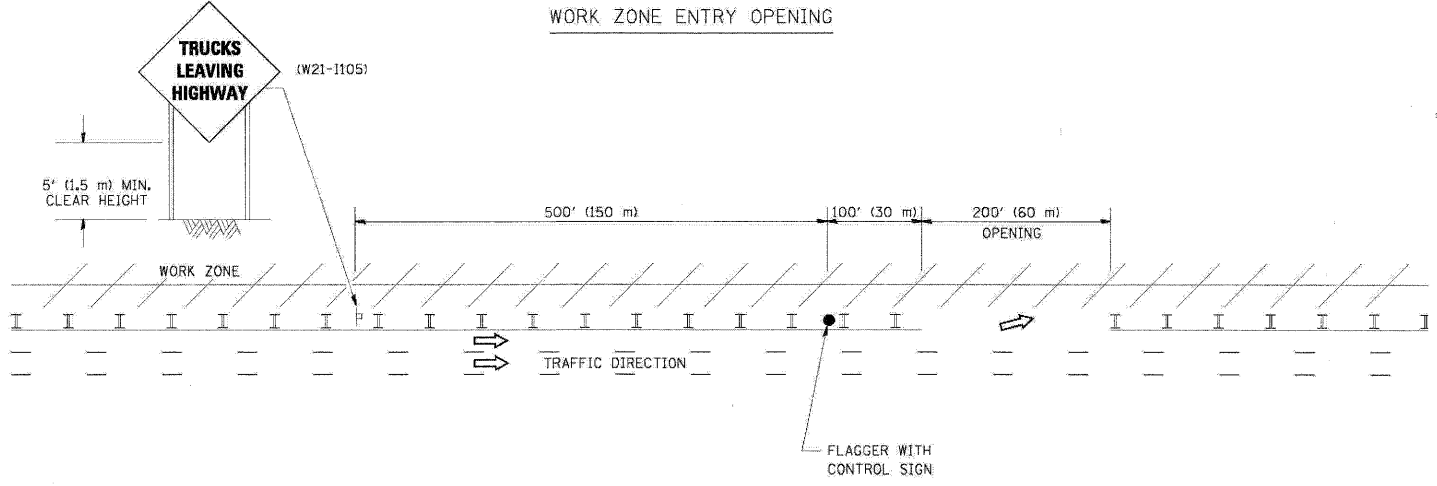 WORK ZONE ENTRY OPENING
TRUCKS
LEAVING
HIGHWAY
(W21-I105)
5' (1.5 m) MIN.
CLEAR HEIGHT
500' (150 m)
100' (30 m)
200' (60 m)
OPENING
WORK ZONE
TRAFFIC DIRECTION
FLAGGER WITH
CONTROL SIGN